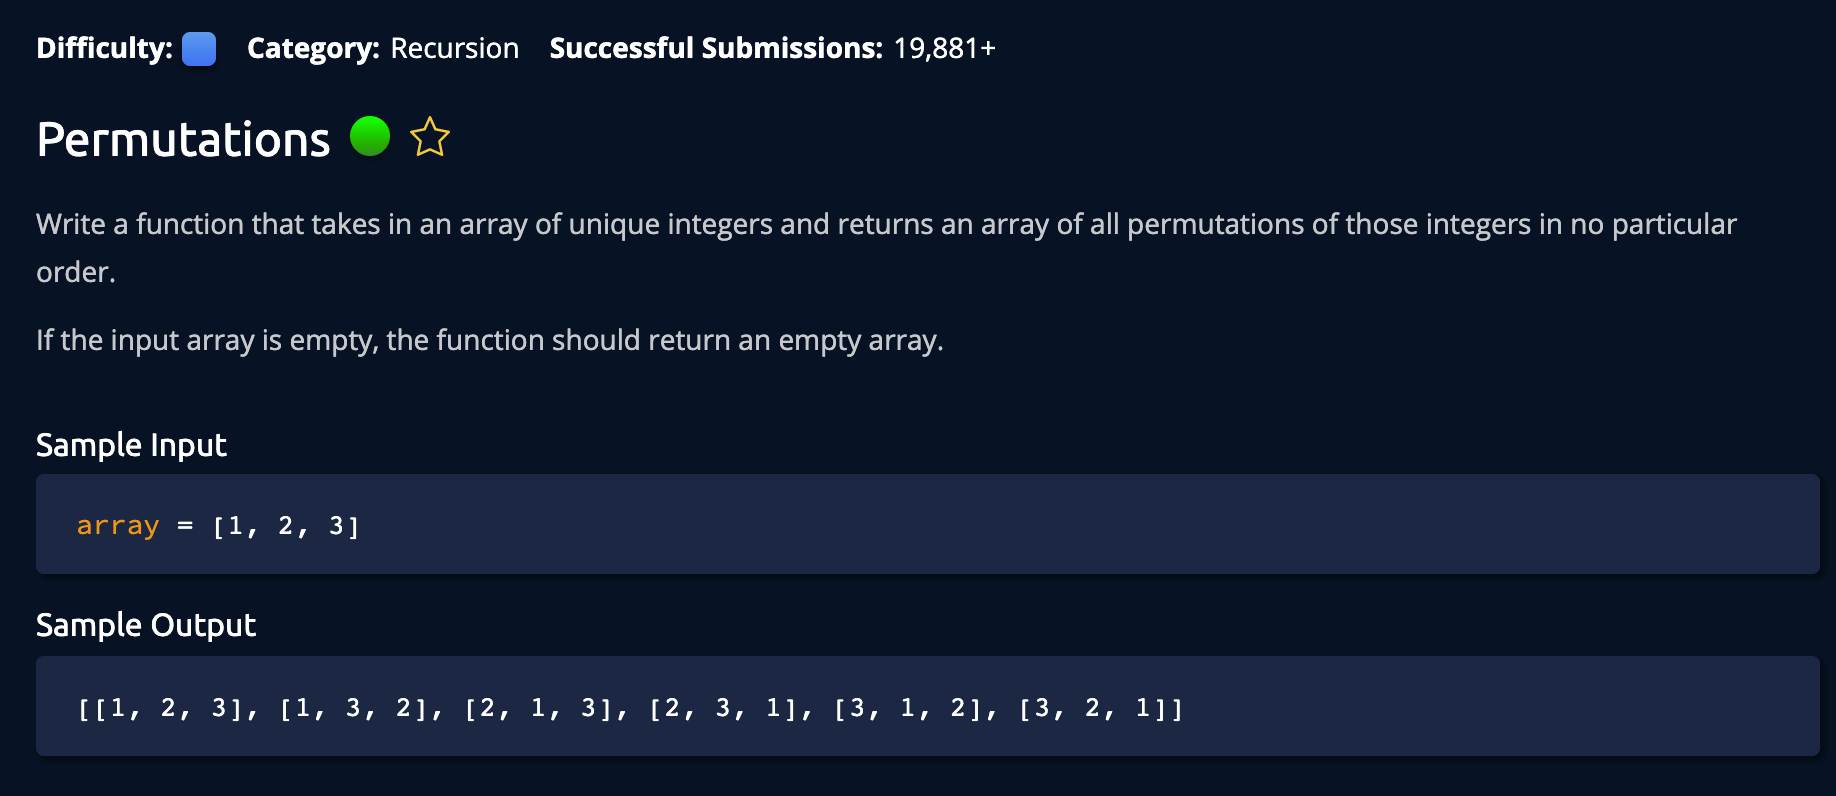 Difficulty: Category: Recursion Successful Submissions: 19,881+
Permutations
Write a function that takes in an array of unique integers and returns an array of all permutations of those integers in no particular
order.
If the input array is empty, the function should return an empty array.
Sample Input
array = [1, 2, 3]
Sample Output
[[1, 2, 3], [1, 3, 2], [2, 1, 3], [2, 3, 1], [3, 1, 2], [3, 2, 1]]